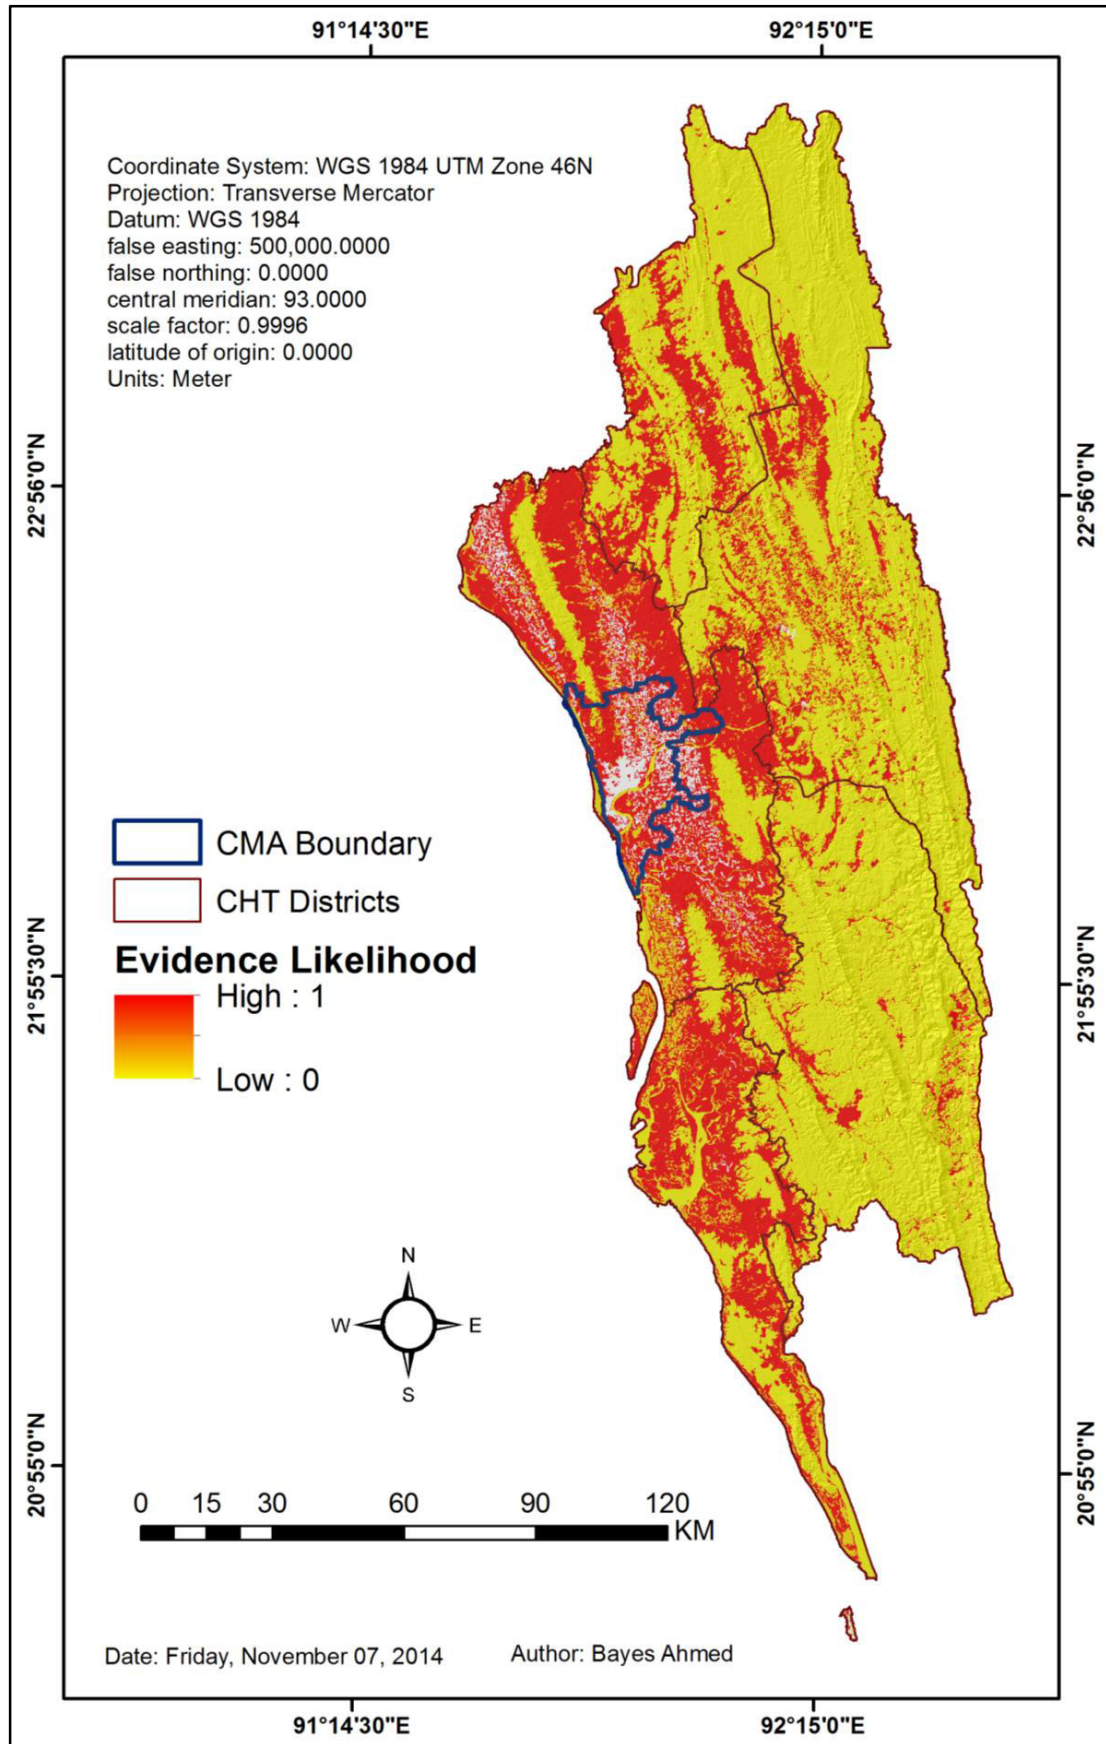 91°14'30"E 92°15'0"E
Coordinate System: WGS 1984 UTM Zone 46N
Projection: Transverse Mercator
Datum: WGS 1984
false easting: 500,000.0000
false northing: 0.0000
central meridian: 93.0000
scale factor: 0.9996
latitude of origin: 0.0000
Units: Meter
22°56'0"N
22°56'0"N
CMA Boundary
CHT Districts
Evidence Likelihood
High : 1
Low : 0
21°55'30"N
21°55'30"N
N
W E
S
20°55'0"N
20°55'0"N
0 15 30 60 90 120
KM
Date: Friday, November 07, 2014 Author: Bayes Ahmed
91°14'30"E 92°15'0"E